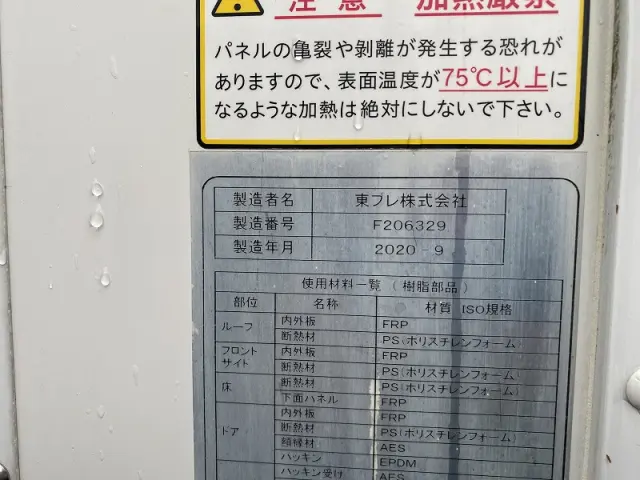 注意 加熱厳禁
パネルの亀裂や剥離が発生する恐れが
ありますので、表面温度が75℃以上に
なるような加熱は絶対にしないで下さい。
製造者名 東プレ株式会社
製造番号 F206329
製造年月 2020-9
使用材料一覧 (樹脂部品)
部位 名称 材質 ISO規格
ルーフ 内外板 FRP
断熱材 PS(ポリスチレンフォーム)
フロント サイト 内外板 FRP
断熱材 PS(ポリスチレンフォーム)
床 断熱材 PS(ポリスチレンフォーム)
下面パネル FRP
ドア 内外板 FRP
断熱材 PS(ポリスチレンフォーム)
AES
パッキン EPDM
パッキン受け AES